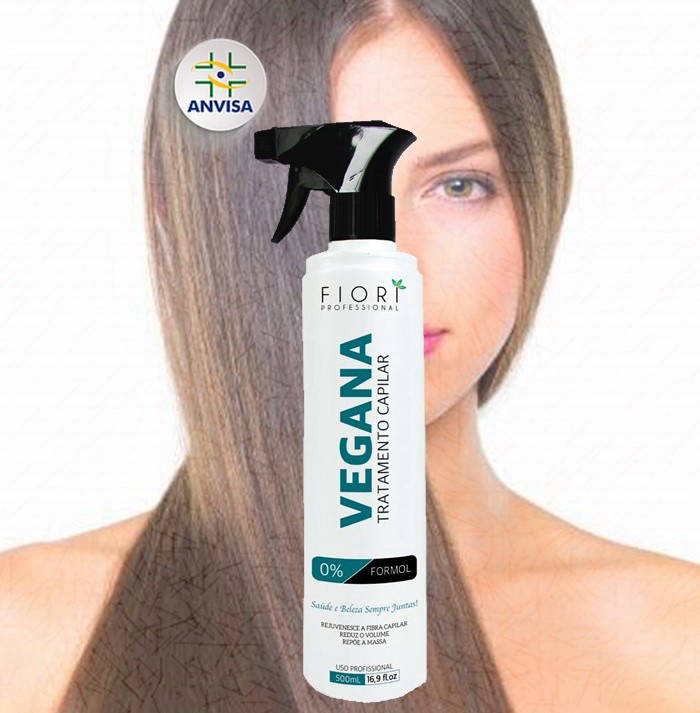 ANVISA
FIORI
PROFESSIONAL
VEGANA
TRATAMENTO CAPILAR
0% FORMOL
Saúde e Beleza Sempre Juntas!
REJUVENESCE A FIBRA CAPILAR
REDUZ O VOLUME
REPÕE A MASSA
USO PROFISSIONAL
500mL 16,9 fl.oz